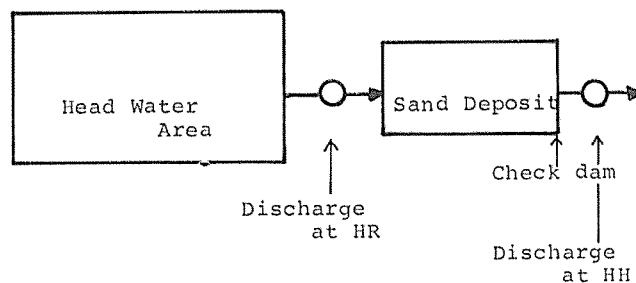 Head Water
Area
Sand Deposit
Discharge
at HR
Check dam
Discharge
at HH